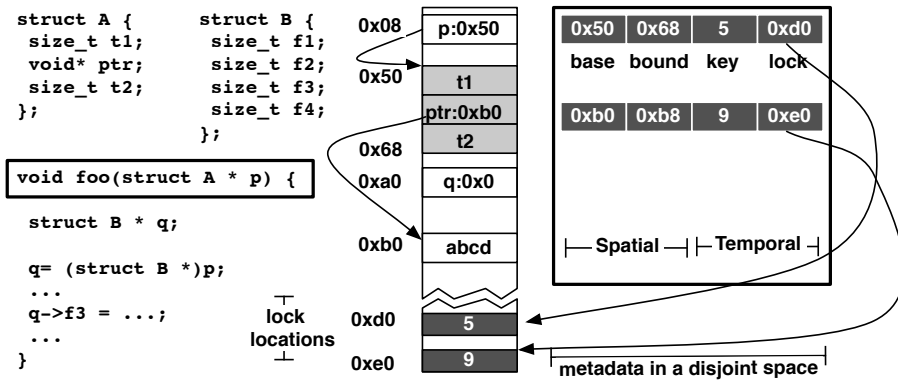 struct A {
size_t t1;
void* ptr;
size_t t2;
};
struct B {
size_t f1;
size_t f2;
size_t f3;
size_t f4;
};
void foo(struct A * p) {
struct B * q;
q= (struct B *)p;
...
q->f3 = ...;
...
}
lock
locations
0x08
p:0x50
0x50
t1
ptr:0xb0
t2
0x68
0xa0
q:0x0
0xb0
abcd
0xd0
5
0xe0
9
0x50 0x68 5 0xd0
base bound key lock
0xb0 0xb8 9 0xe0
Spatial Temporal
metadata in a disjoint space